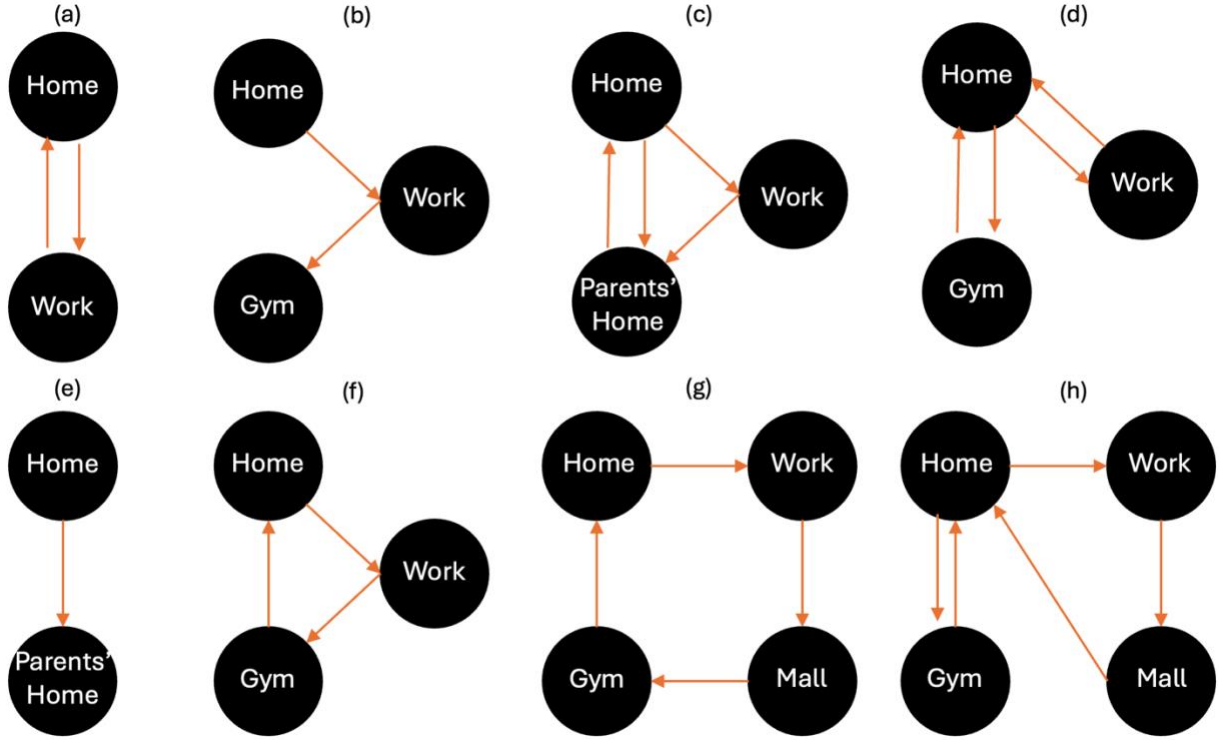 (a)
Home
Work
(b)
Home
Work
Gym
(c)
Home
Work
Parents’
Home
(d)
Home
Work
Gym
(e)
Home
Parents’
Home
(f)
Home
Work
Gym
(g)
Home
Work
Gym
Mall
(h)
Home
Work
Gym
Mall